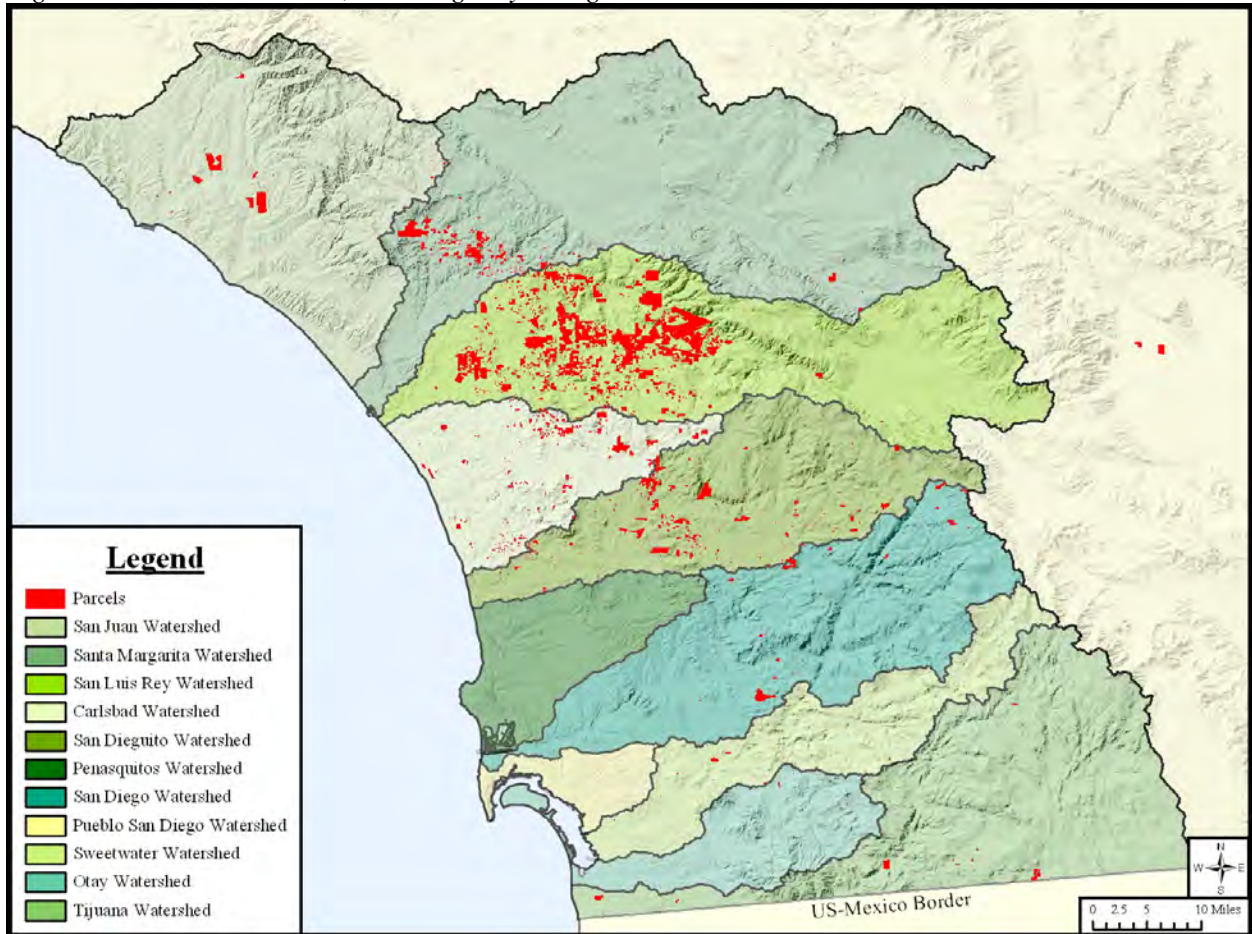 Legend
Parcels
San Juan Watershed
Santa Margarita Watershed
San Luis Rey Watershed
Carlsbad Watershed
San Dieguito Watershed
Penasquitos Watershed
San Diego Watershed
Pueblo San Diego Watershed
Sweetwater Watershed
Otay Watershed
Tijuana Watershed
US-Mexico Border
N
W E
S
0 2.5 5 10 Miles